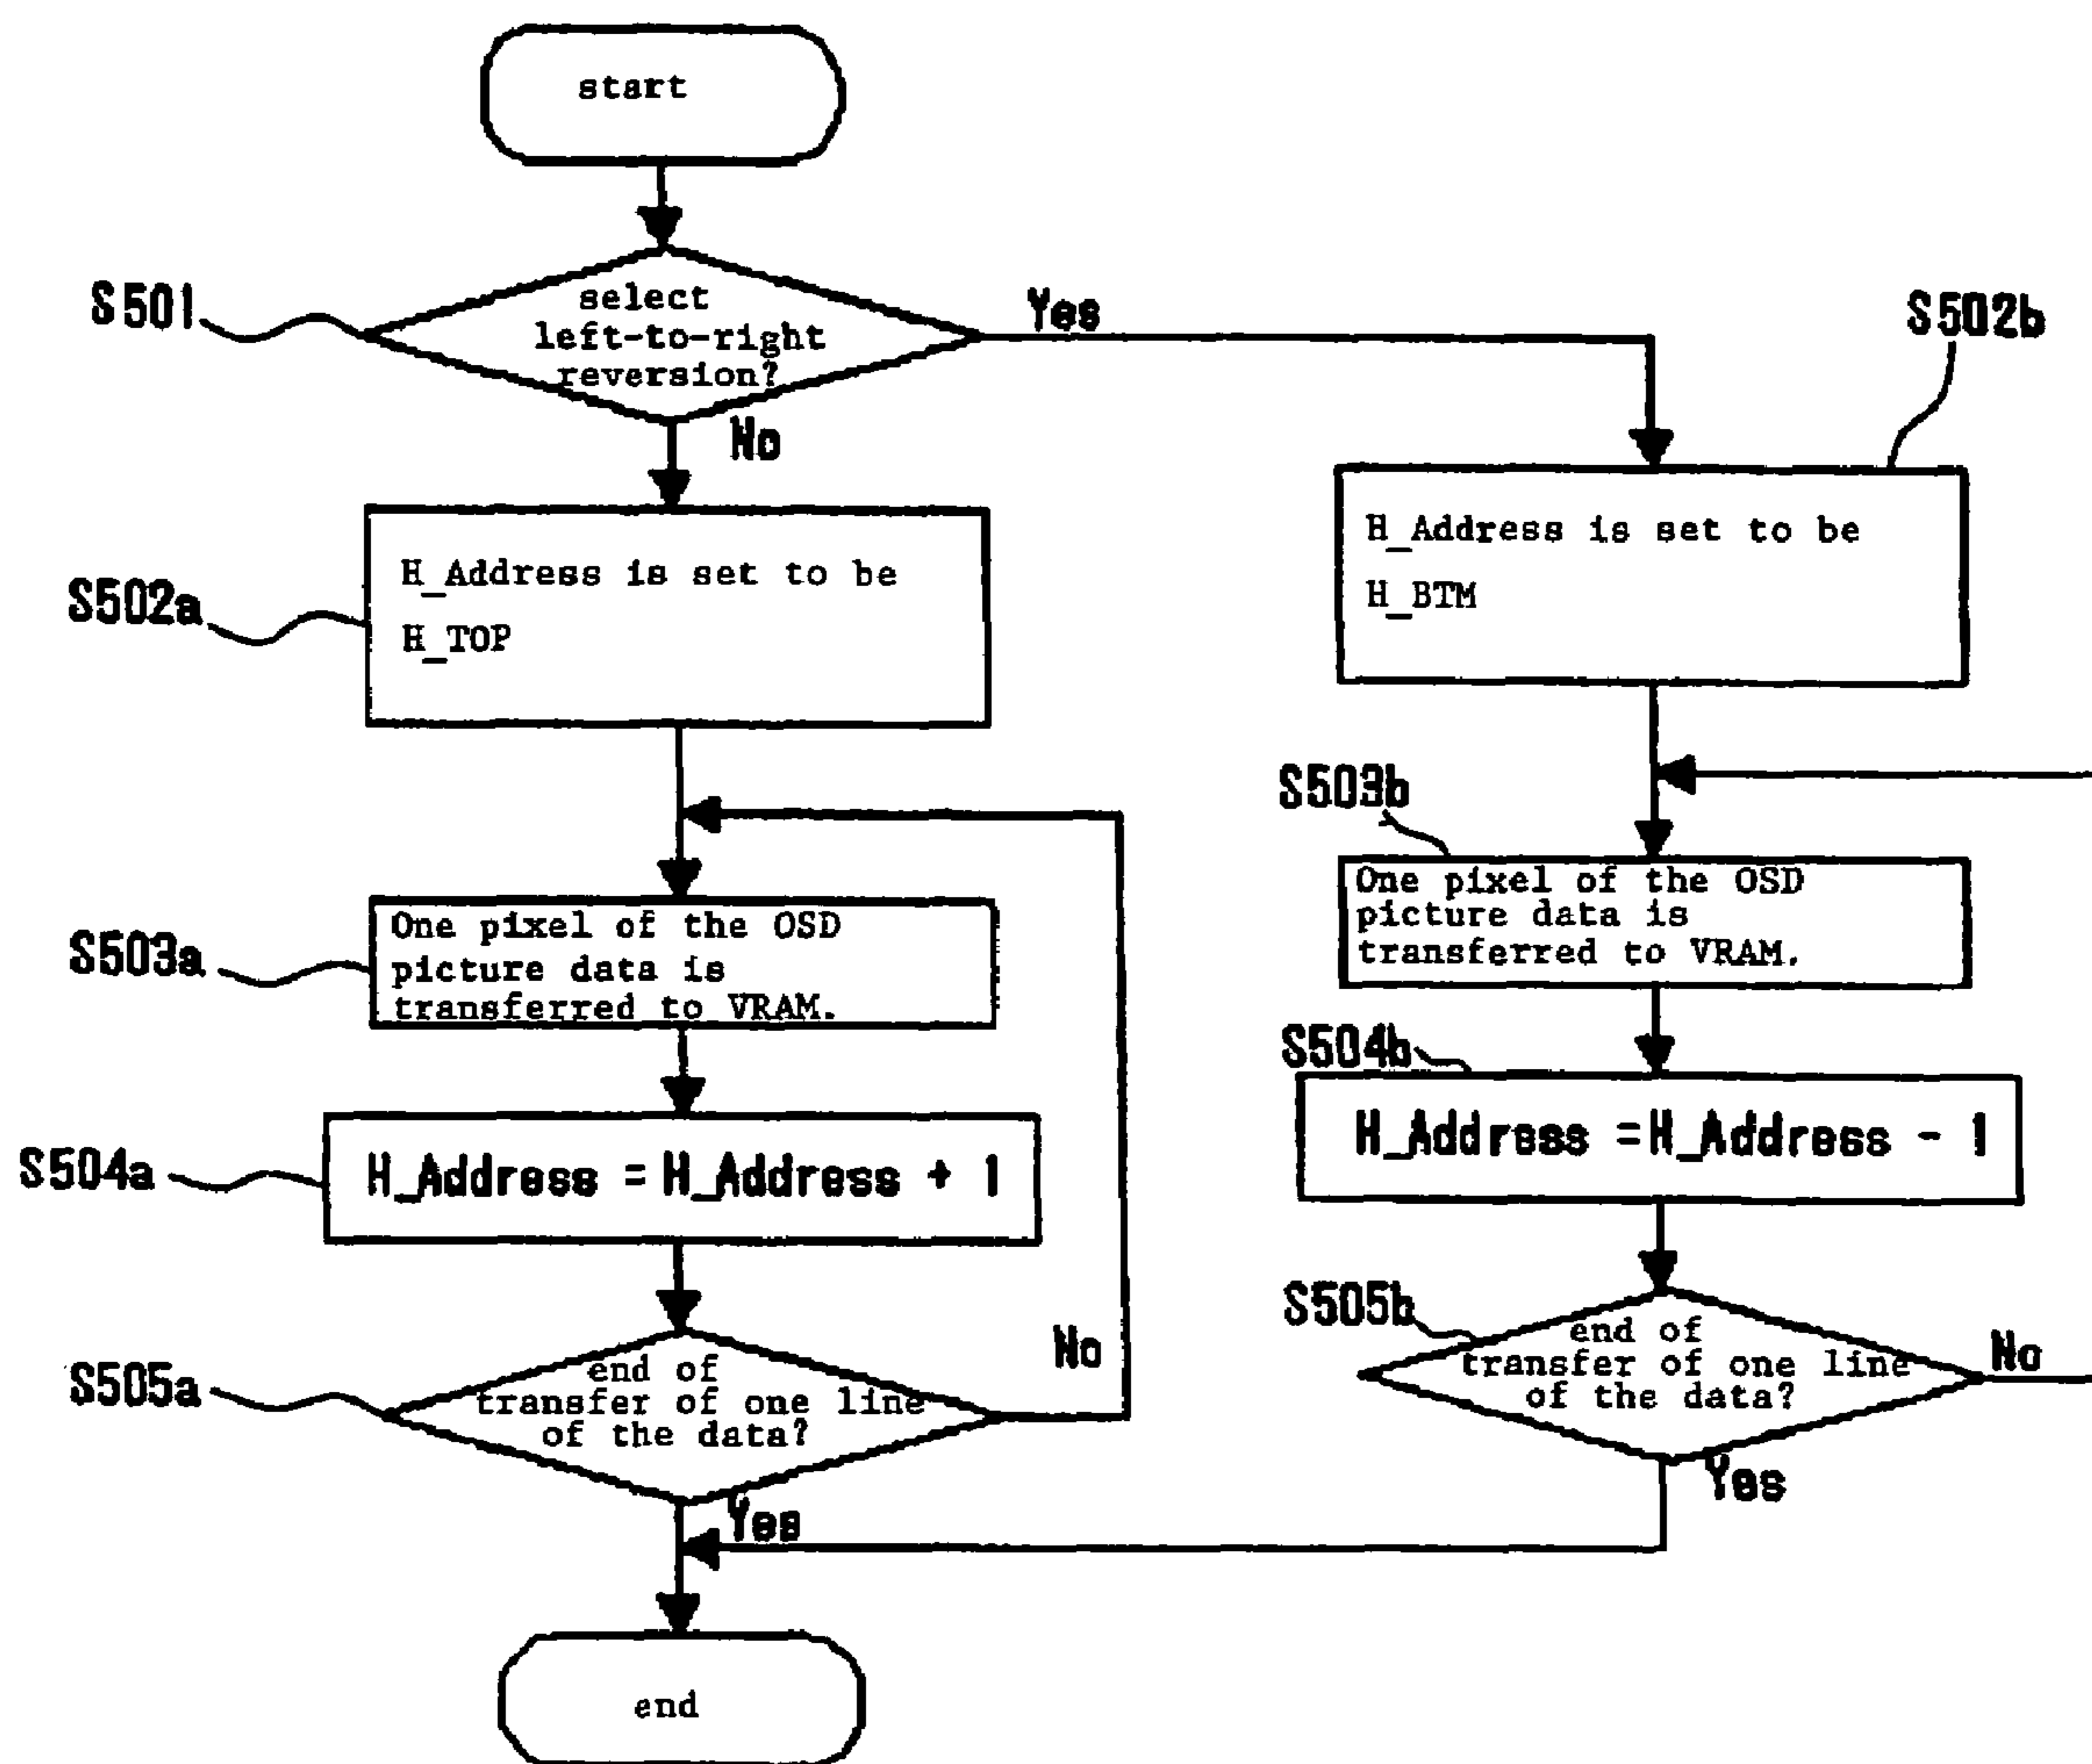 start
S501
select
left-to-right
reversion?
Yes
No
S502b
H_Address is set to be
H_BTM
S502a
H_Address is set to be
H_TOP
S503b
One pixel of the OSD
picture data is
transferred to VRAM.
S503a
One pixel of the OSD
picture data is
transferred to VRAM.
S504b
H_Address =H_Address - 1
S504a
H_Address = H_Address + 1
S505b
end of
transfer of one line
of the data?
No
Yes
S505a
end of
transfer of one line
of the data?
No
Yes
end